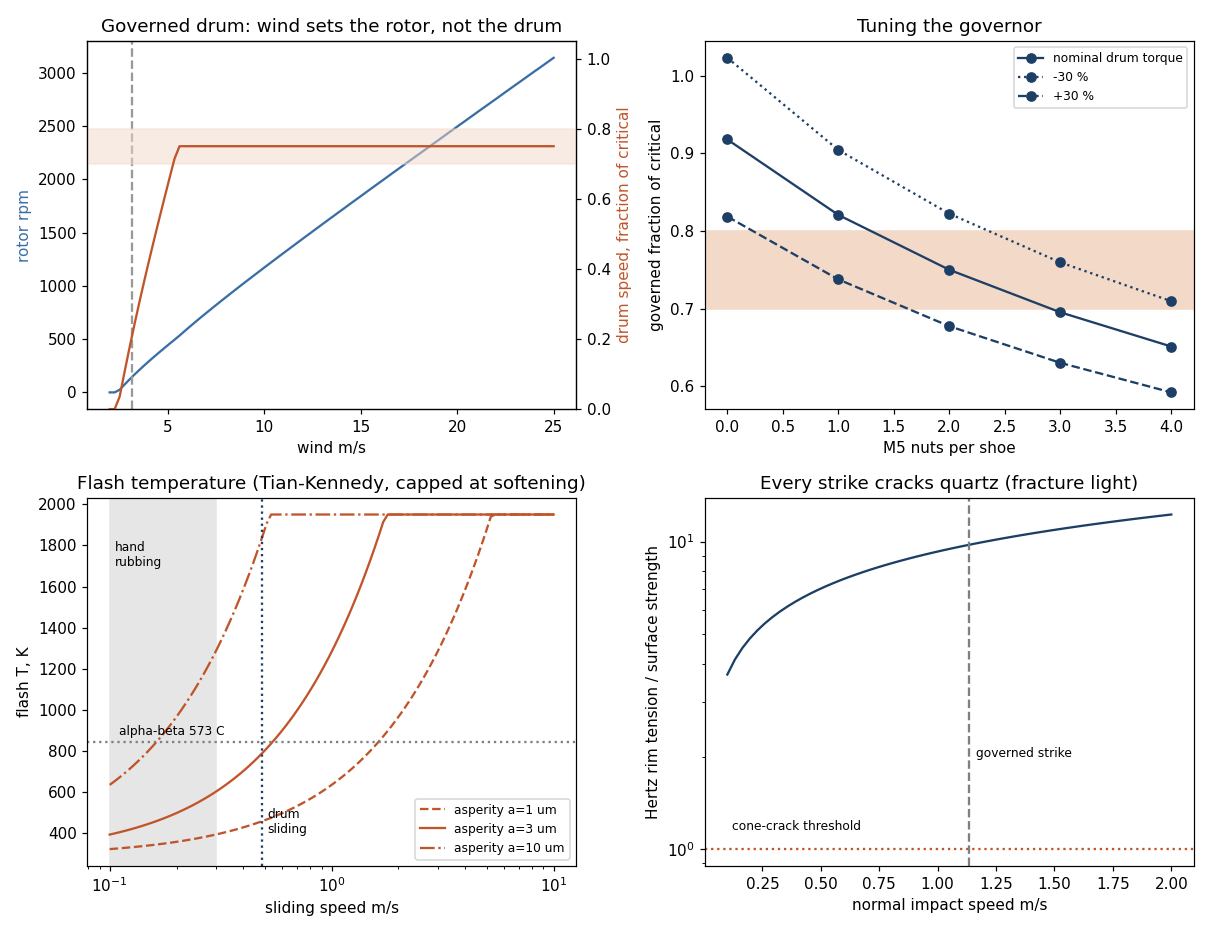 Governed drum: wind sets the rotor, not the drum
3000
2500
2000
1500
1000
500
0
rotor rpm
5
10
15
20
25
wind m/s
1.0
0.8
0.6
0.4
0.2
0.0
drum speed, fraction of critical
Tuning the governor
1.0
0.9
0.8
0.7
0.6
governed fraction of critical
nominal drum torque
-30 %
+30 %
0.0
0.5
1.0
1.5
2.0
2.5
3.0
3.5
4.0
M5 nuts per shoe
Flash temperature (Tian-Kennedy, capped at softening)
2000
1800
1600
1400
1200
1000
800
600
400
flash T, K
hand
rubbing
alpha-beta 573 C
drum
sliding
asperity a=1 um
asperity a=3 um
asperity a=10 um
10⁻¹
10⁰
10¹
sliding speed m/s
Every strike cracks quartz (fracture light)
10¹
10⁰
Hertz rim tension / surface strength
governed strike
cone-crack threshold
0.25
0.50
0.75
1.00
1.25
1.50
1.75
2.00
normal impact speed m/s